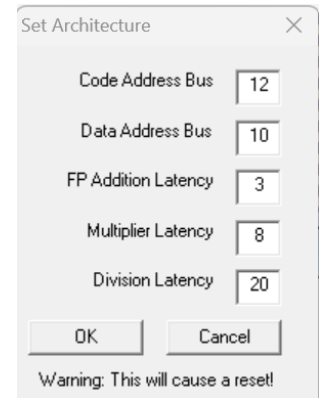 Set Architecture
Code Address Bus 12
Data Address Bus 10
FP Addition Latency 3
Multiplier Latency 8
Division Latency 20
OK Cancel
Warning: This will cause a reset!